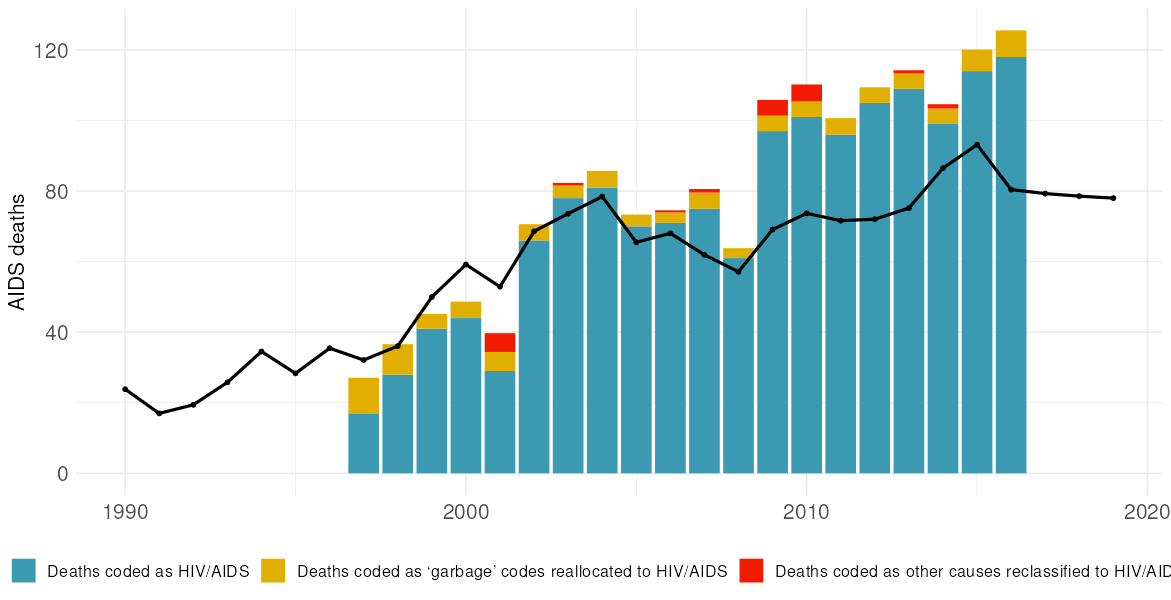 120
80
40
0
AIDS deaths
1990 2000 2010 2020
Deaths coded as HIV/AIDS Deaths coded as ‘garbage’ codes reallocated to HIV/AIDS Deaths coded as other causes reclassified to HIV/AID